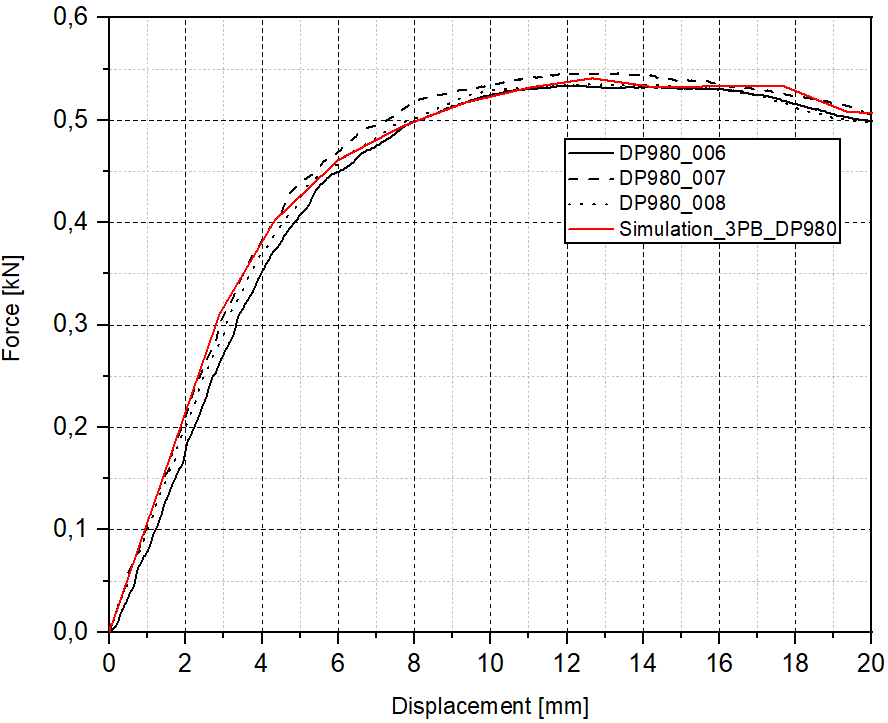 0,6
0,5
0,4
0,3
0,2
0,1
0,0
Force [kN]
DP980_006
DP980_007
DP980_008
Simulation_3PB_DP980
0 2 4 6 8 10 12 14 16 18 20
Displacement [mm]